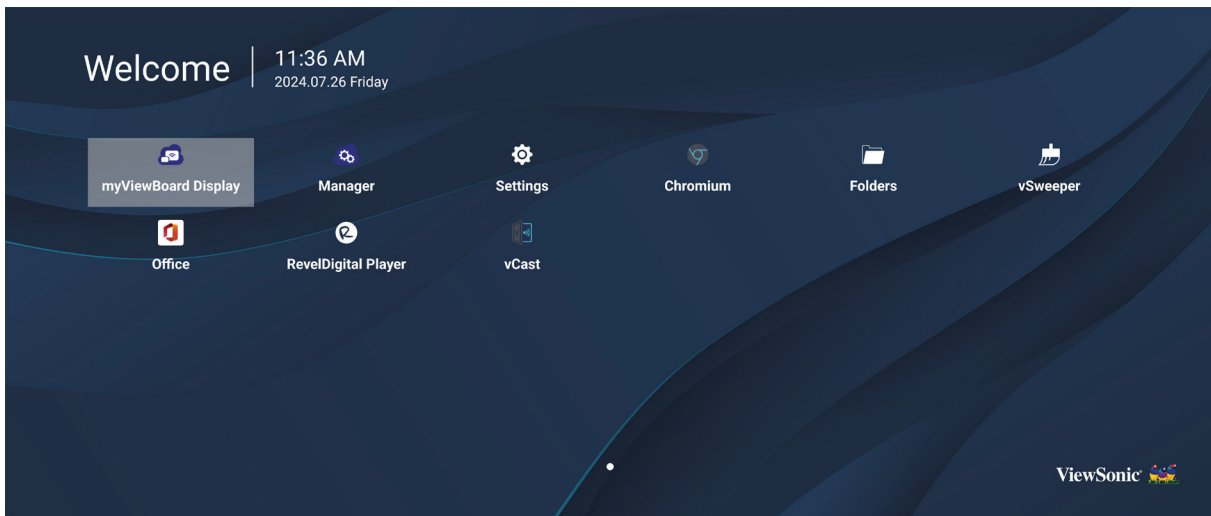 Welcome
11:36 AM
2024.07.26 Friday
myViewBoard Display
Manager
Settings
Chromium
Folders
vSweeper
Office
RevelDigital Player
vCast
ViewSonic